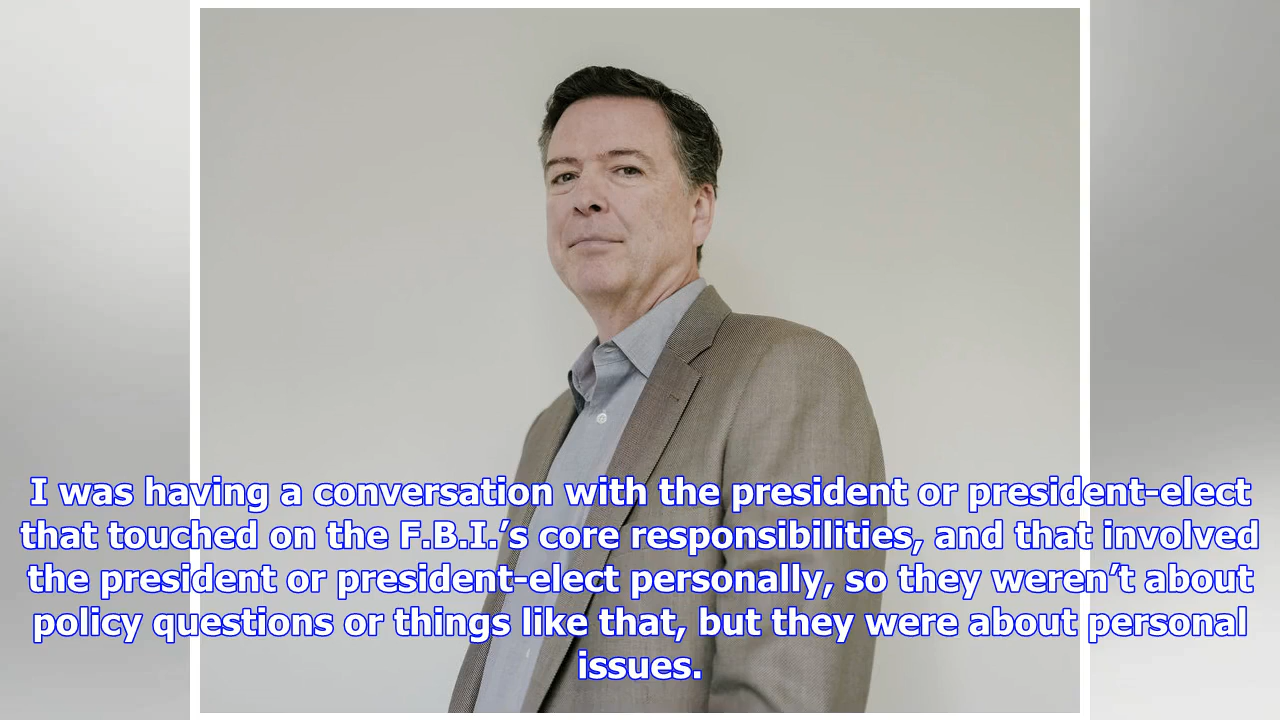 I was having a conversation with the president or president-elect
that touched on the F.B.I.’s core responsibilities, and that involved
the president or president-elect personally, so they weren’t about
policy questions or things like that, but they were about personal
issues.